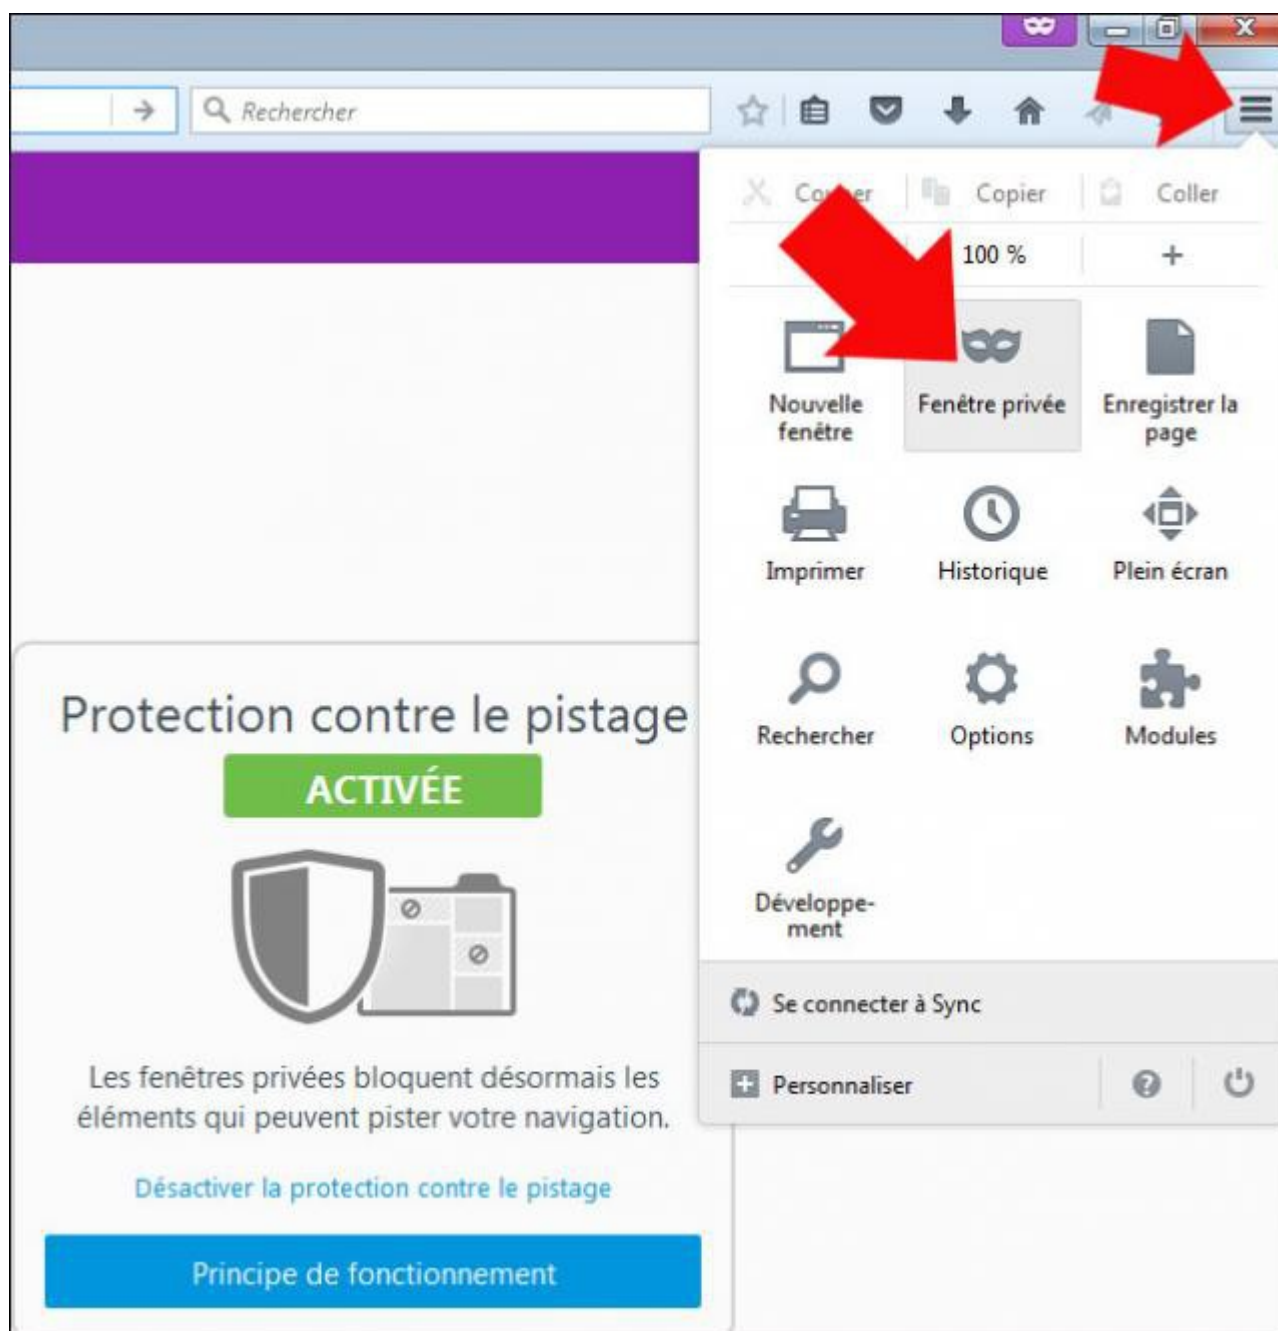 Rechercher
Copier
Coller
100 %
+
Nouvelle
fenêtre
Fenêtre privée
Enregistrer la
page
Imprimer
Historique
Plein écran
Rechercher
Options
Modules
Développe-
ment
Se connecter à Sync
Personnaliser
Protection contre le pistage
ACTIVÉE
Les fenêtres privées bloquent désormais les
éléments qui peuvent pister votre navigation.
Désactiver la protection contre le pistage
Principe de fonctionnement